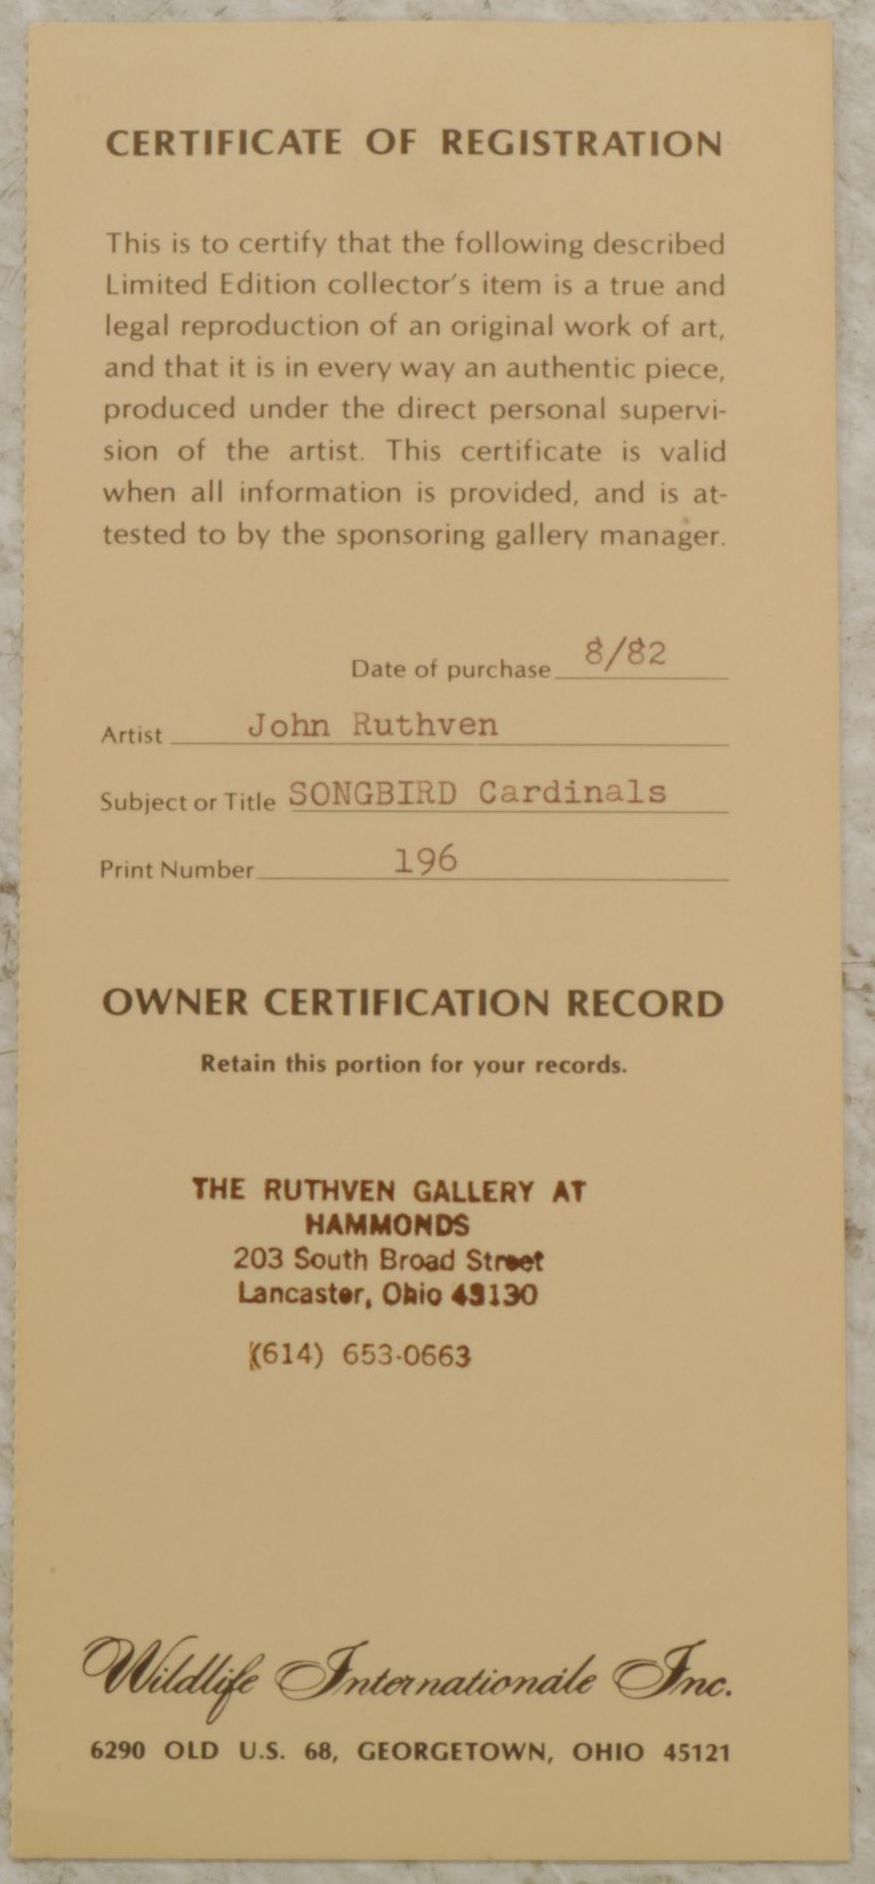 CERTIFICATE OF REGISTRATION
This is to certify that the following described
Limited Edition collector's item is a true and
legal reproduction of an original work of art,
and that it is in every way an authentic piece,
produced under the direct personal supervi-
sion of the artist. This certificate is valid
when all information is provided, and is at-
tested to by the sponsoring gallery manager.
Date of purchase 8/82
Artist John Ruthven
Subject or Title SONGBIRD Cardinals
Print Number 196
OWNER CERTIFICATION RECORD
Retain this portion for your records.
THE RUTHVEN GALLERY AT
HAMMONDS
203 South Broad Street
Lancaster, Ohio 43130
(614) 653-0663
Wildlife Internationale Inc.
6290 OLD U.S. 68, GEORGETOWN, OHIO 45121